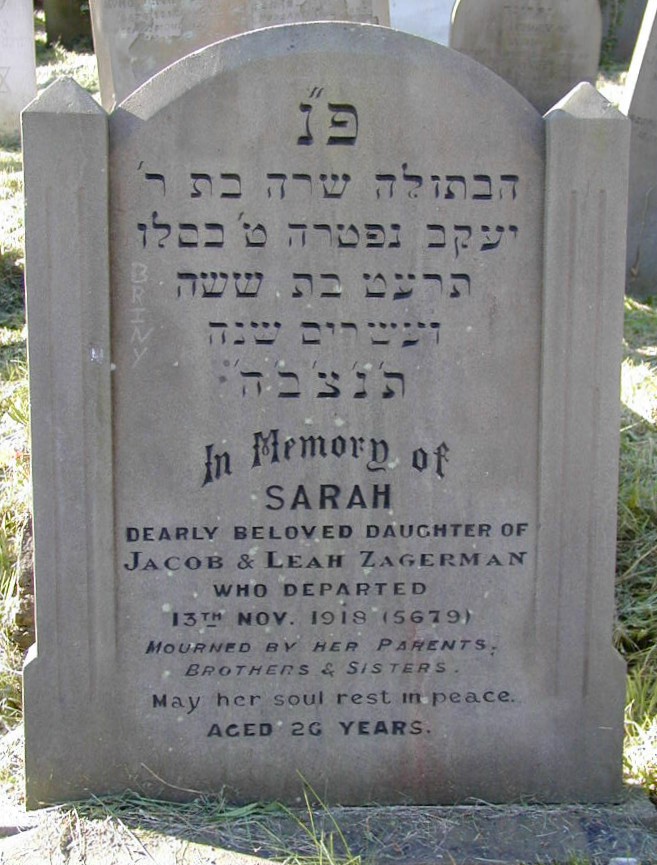 פ״נ
הבתולה שרה בת ר׳
יעקב נפטרה ט׳ בכסלו
תרעט בת ששה
ועשרים שנה
ת׳נ׳צ׳ב׳ה׳
In Memory of
SARAH
DEARLY BELOVED DAUGHTER OF
JACOB & LEAH ZAGERMAN
WHO DEPARTED
13TH NOV. 1918 (5679)
MOURNED BY HER PARENTS,
BROTHERS & SISTERS.
May her soul rest in peace.
AGED 26 YEARS.
BRINY